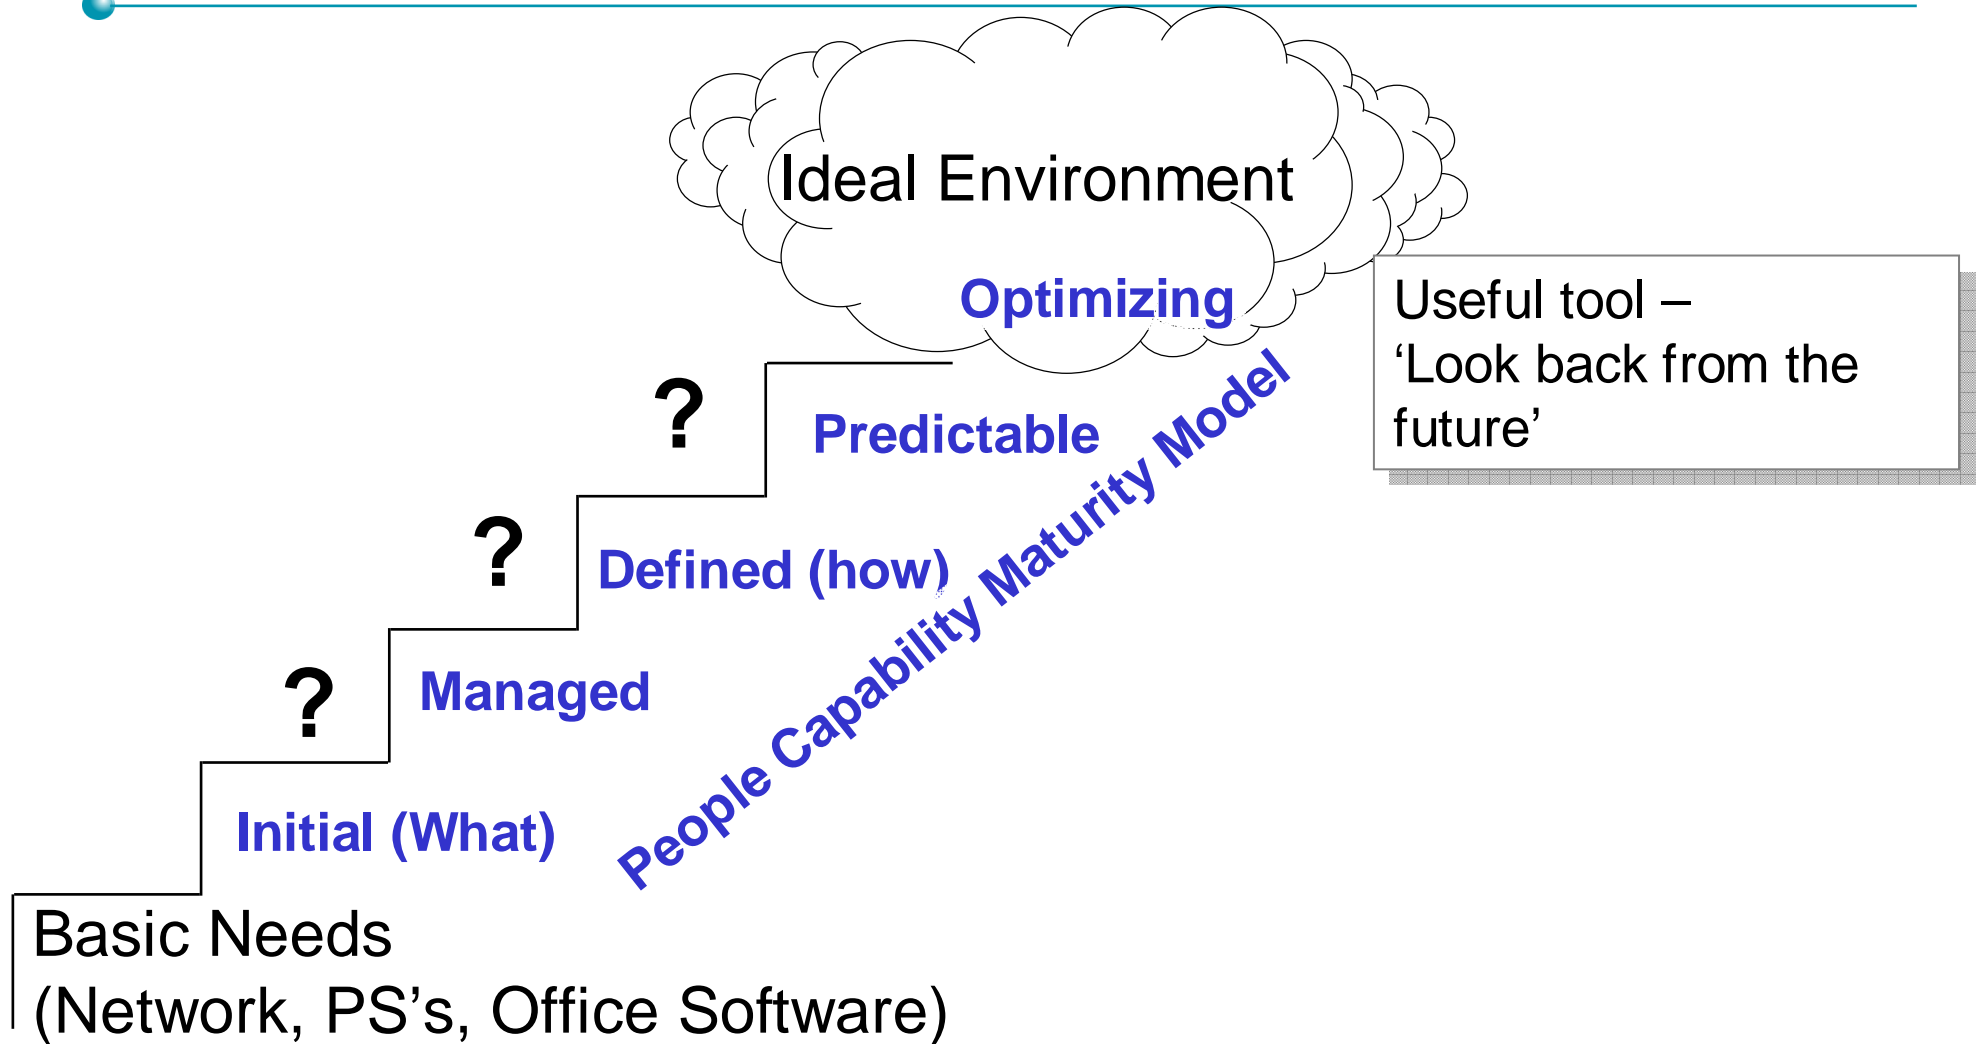 Ideal Environment
Optimizing
Useful tool –
‘Look back from the
future’
?
Predictable
?
Defined (how)
People Capability Maturity Model
?
Managed
Initial (What)
Basic Needs
(Network, PS’s, Office Software)